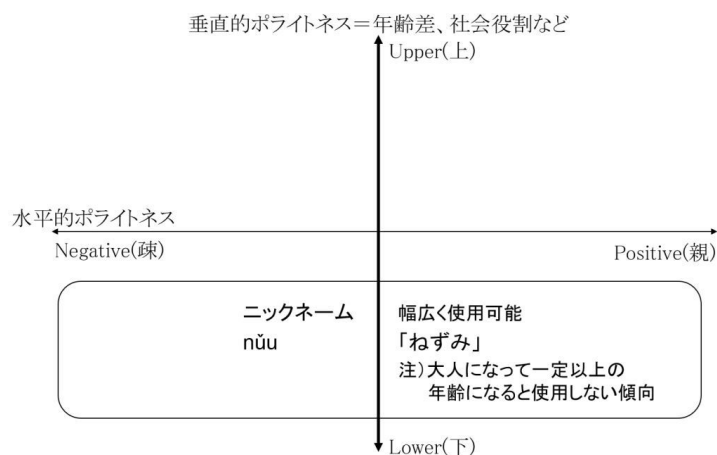 垂直的ポライトネス＝年齢差、社会役割など
Upper(上)
水平的ポライトネス
Negative(疎)
Positive(親)
ニックネーム 幅広く使用可能
nǔu 「ねずみ」
注）大人になって一定以上の
年齢になると使用しない傾向
Lower(下)